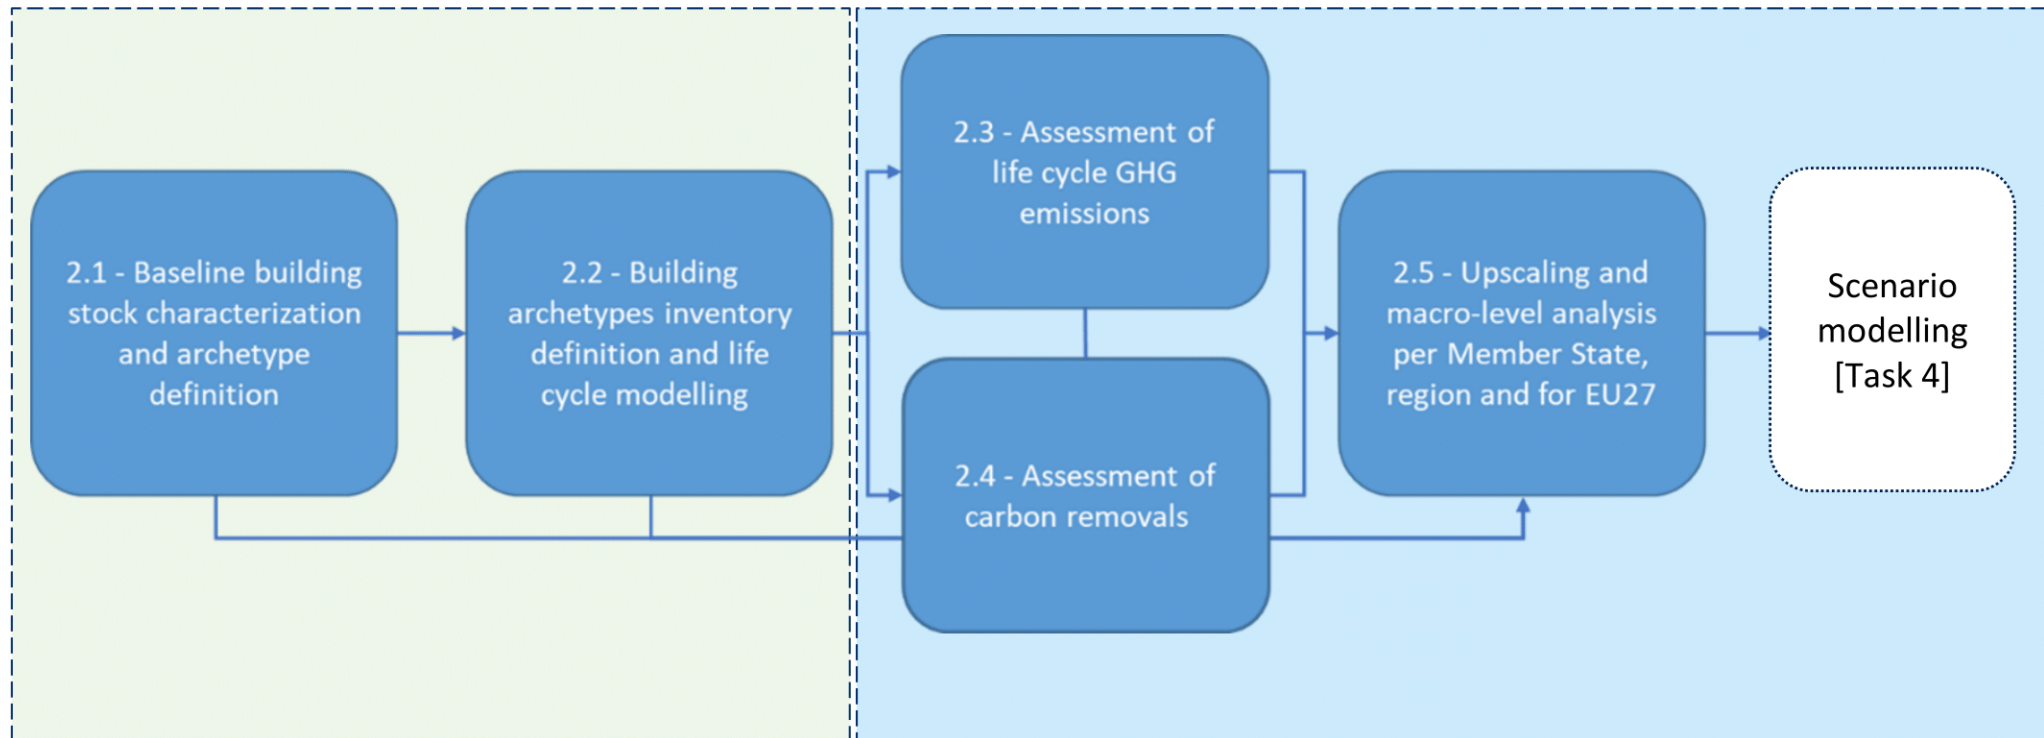 2.1 - Baseline building
stock characterization
and archetype
definition
2.2 - Building
archetypes inventory
definition and life
cycle modelling
2.3 - Assessment of
life cycle GHG
emissions
2.4 - Assessment of
carbon removals
2.5 - Upscaling and
macro-level analysis
per Member State,
region and for EU27
Scenario
modelling
[Task 4]